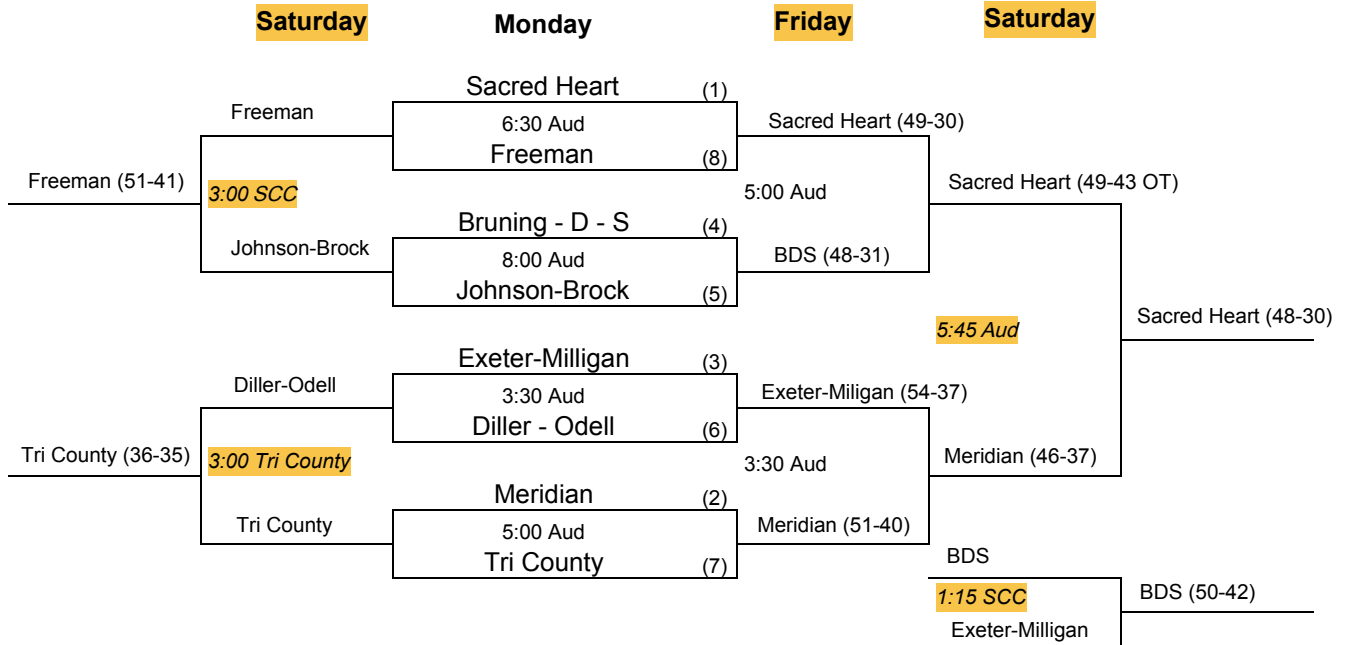 Saturday Monday Friday Saturday
Sacred Heart (1)
Freeman
6:30 Aud
Sacred Heart (49-30)
Freeman (8)
Freeman (51-41)
3:00 SCC
5:00 Aud
Sacred Heart (49-43 OT)
Bruning - D - S (4)
Johnson-Brock
8:00 Aud
BDS (48-31)
Johnson-Brock (5)
5:45 Aud
Sacred Heart (48-30)
Exeter-Milligan (3)
Diller-Odell
3:30 Aud
Exeter-Miligan (54-37)
Diller - Odell (6)
Tri County (36-35)
3:00 Tri County
3:30 Aud
Meridian (46-37)
Meridian (2)
Tri County
5:00 Aud
Meridian (51-40)
Tri County (7)
BDS
1:15 SCC
BDS (50-42)
Exeter-Milligan